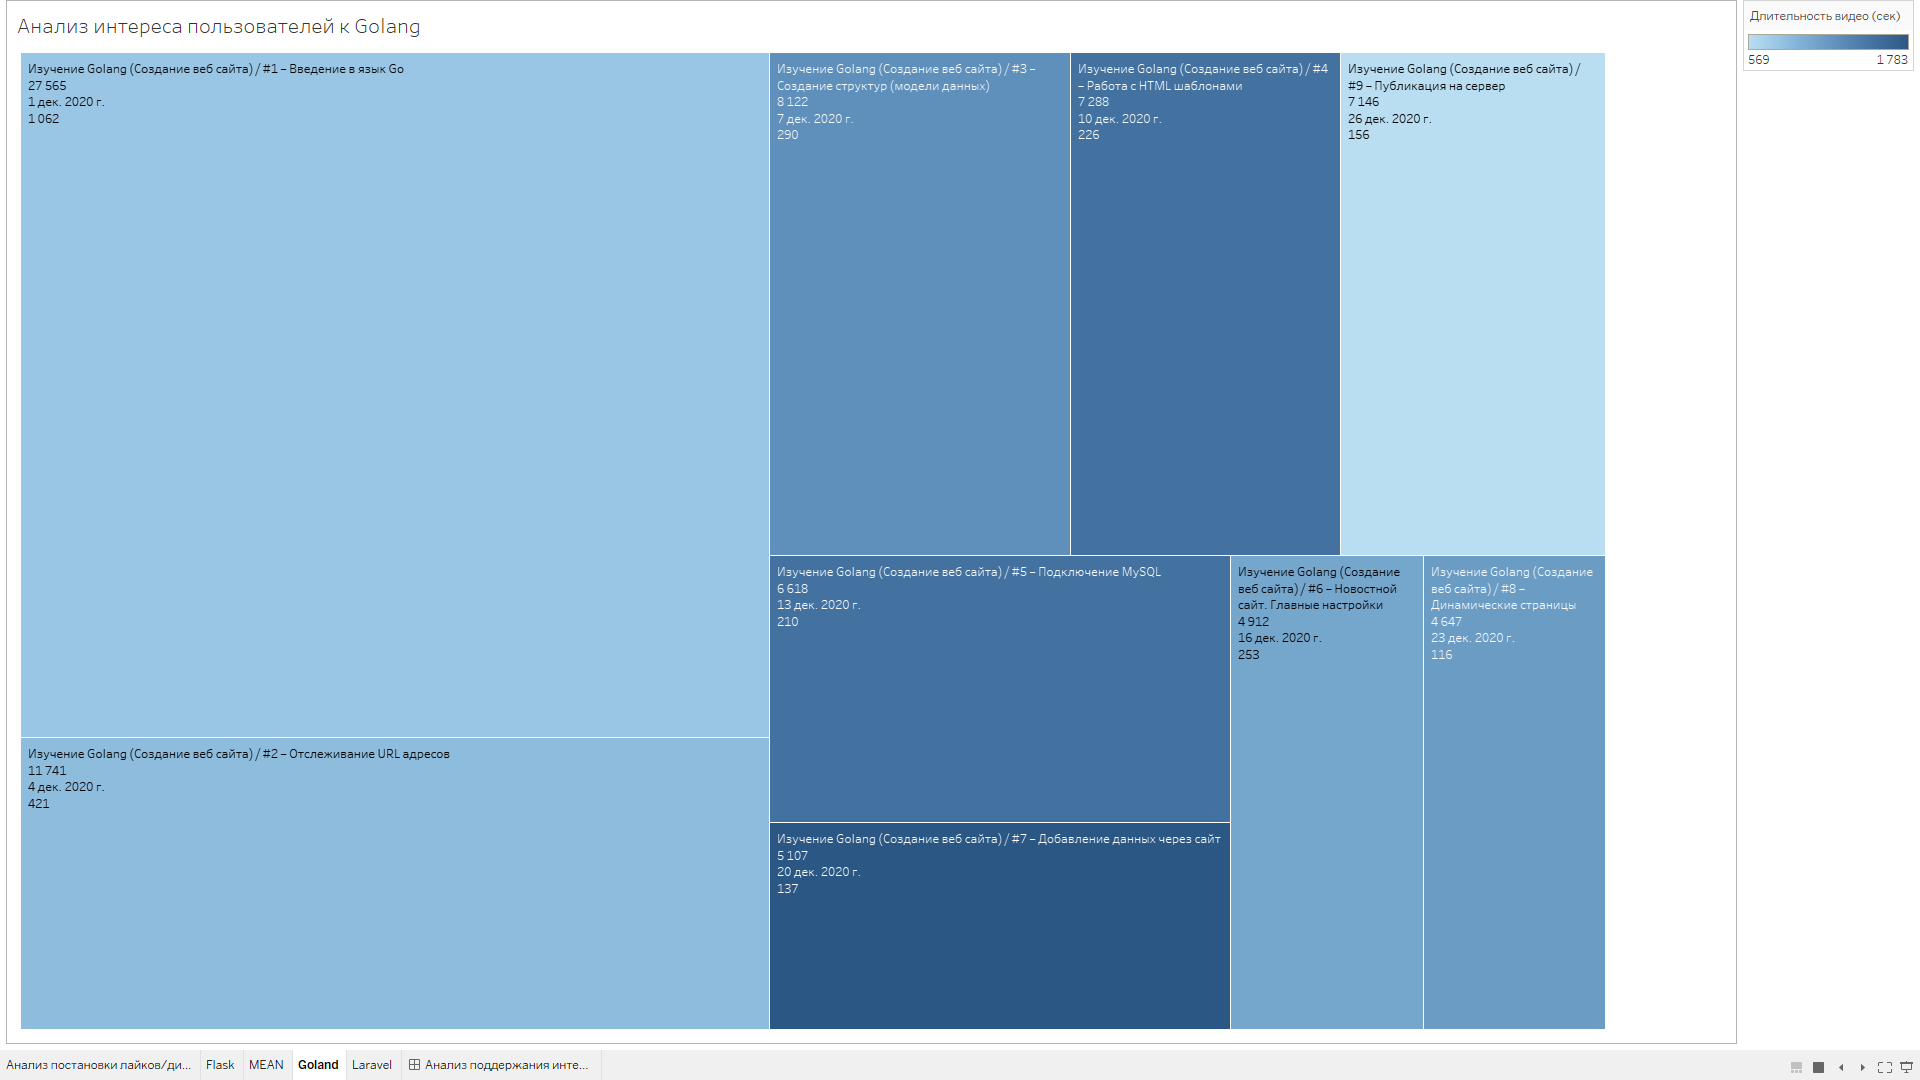 Анализ интереса пользователей к Golang
Изучение Golang (Создание веб сайта) / #1 – Введение в язык Go
27 565
1 дек. 2020 г.
1 062
Изучение Golang (Создание веб сайта) / #2 – Отслеживание URL адресов
11 741
4 дек. 2020 г.
421
Изучение Golang (Создание веб сайта) / #3 –
Создание структур (модели данных)
8 122
7 дек. 2020 г.
290
Изучение Golang (Создание веб сайта) / #4
– Работа с HTML шаблонами
7 288
10 дек. 2020 г.
226
Изучение Golang (Создание веб сайта) /
#9 – Публикация на сервер
7 146
26 дек. 2020 г.
156
Изучение Golang (Создание веб сайта) / #5 – Подключение MySQL
6 618
13 дек. 2020 г.
210
Изучение Golang (Создание веб сайта) / #7 – Добавление данных через сайт
5 107
20 дек. 2020 г.
137
Изучение Golang (Создание
веб сайта) / #6 – Новостной
сайт. Главные настройки
4 912
16 дек. 2020 г.
253
Изучение Golang (Создание
веб сайта) / #8 –
Динамические страницы
4 647
23 дек. 2020 г.
116
Длительность видео (сек)
569 1 783
Анализ постановки лайков/ди... Flask MEAN Goland Laravel Анализ поддержания инте...